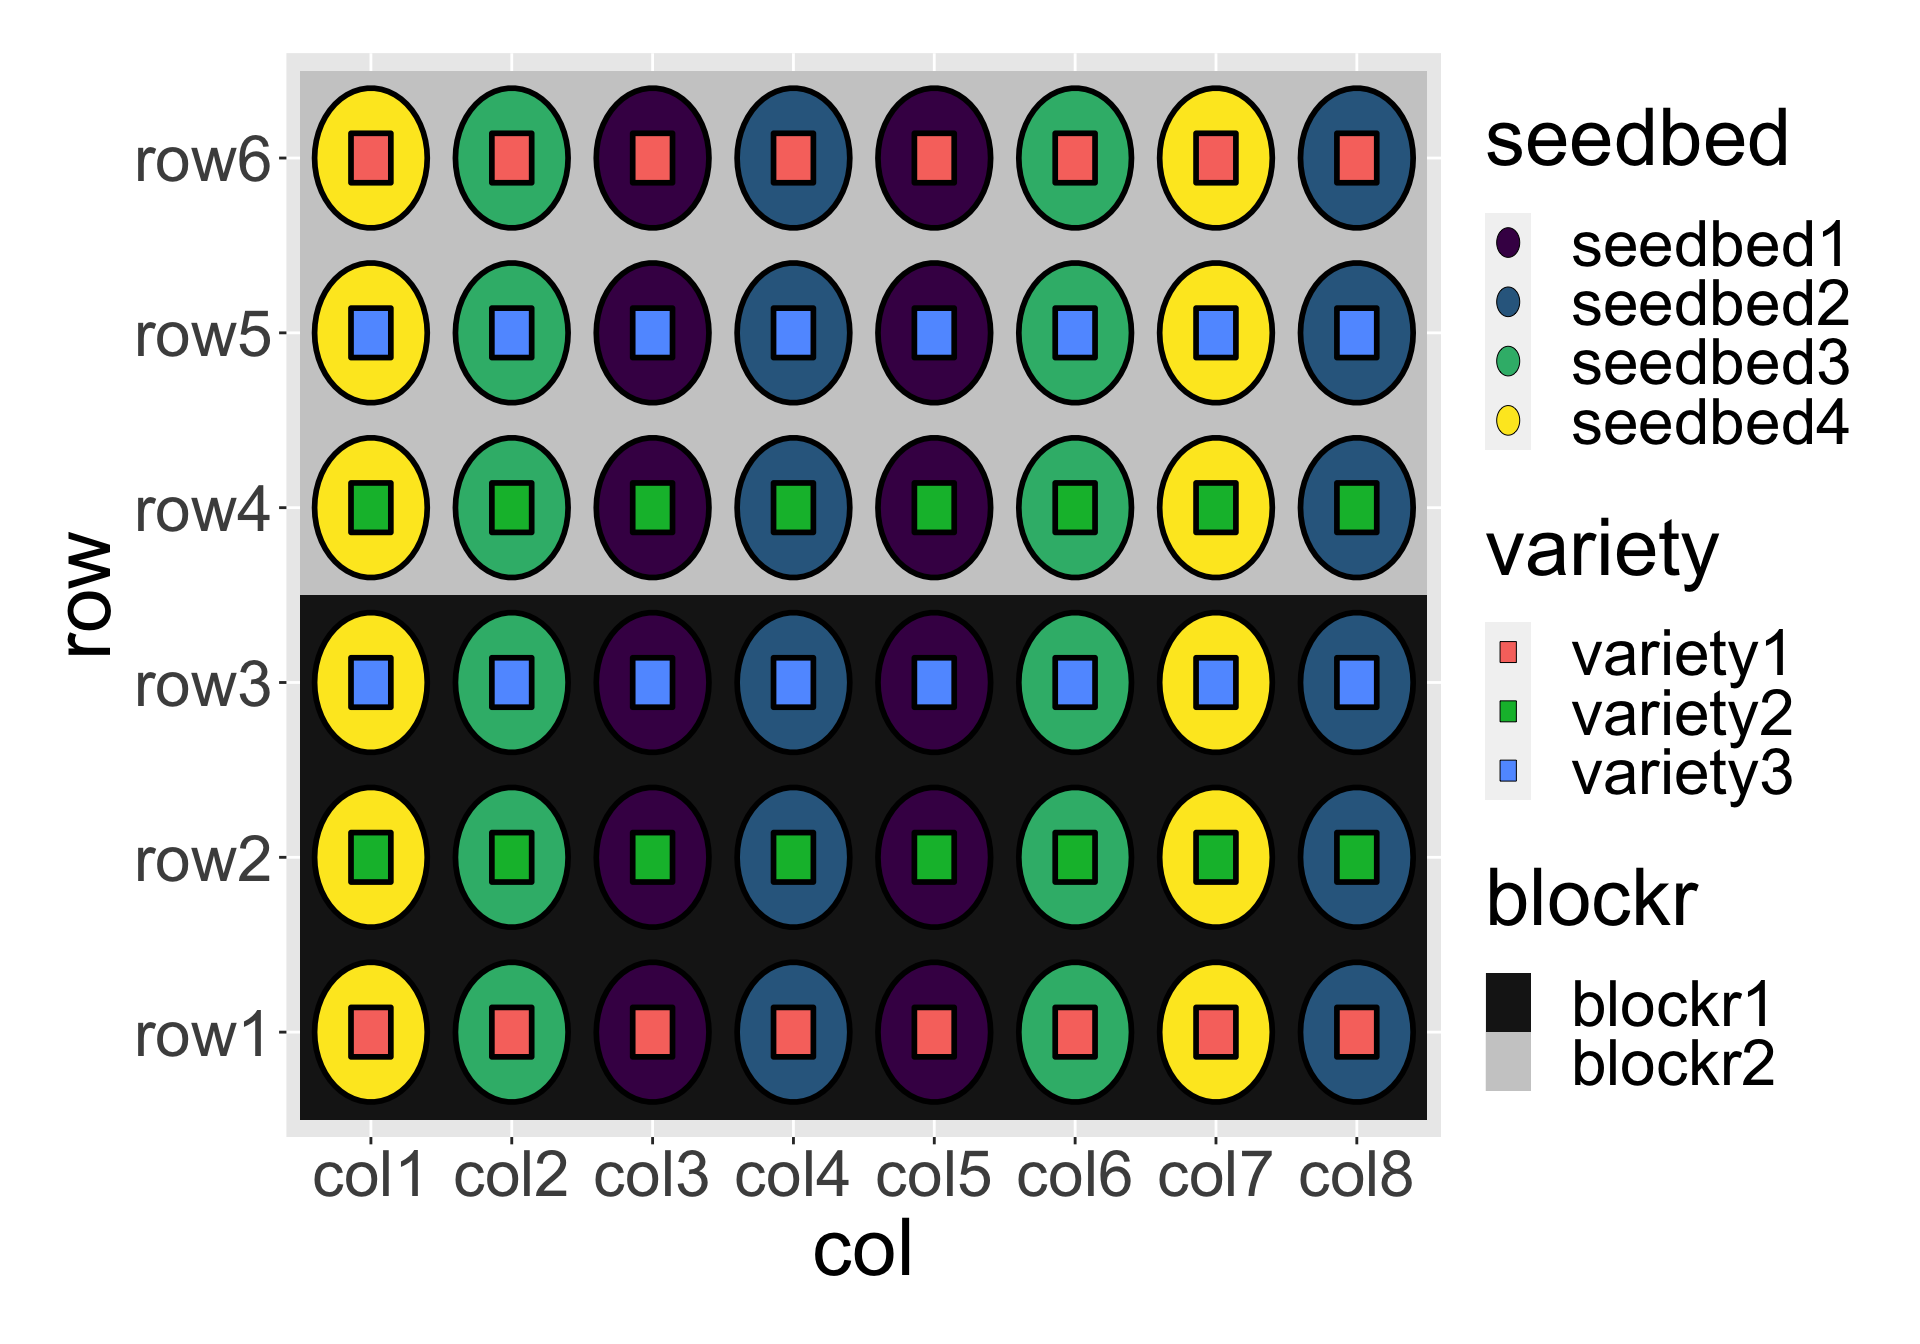 row6
row5
row4
row3
row2
row1
row
col1 col2 col3 col4 col5 col6 col7 col8
col
seedbed
seedbed1
seedbed2
seedbed3
seedbed4
variety
variety1
variety2
variety3
blockr
blockr1
blockr2